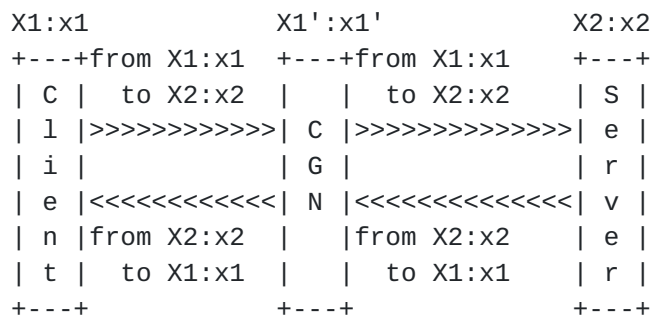 X1:x1            X1':x1'            X2:x2
+---+from X1:x1  +---+from X1:x1    +---+
| C |  to X2:x2  |   |  to X2:x2    | S |
| l |>>>>>>>>>>>>| C |>>>>>>>>>>>>>>| e |
| i |            | G |              | r |
| e |<<<<<<<<<<<<| N |<<<<<<<<<<<<<<| v |
| n |from X2:x2  |   |from X2:x2    | e |
| t |  to X1:x1  |   |  to X1:x1    | r |
+---+            +---+              +---+